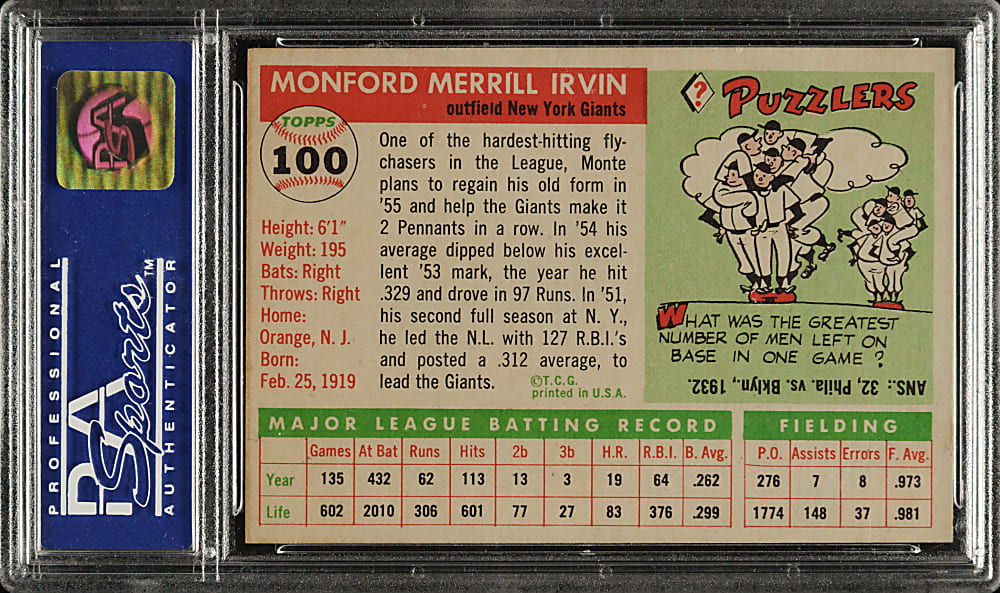 PSA
PROFESSIONAL
PSA
Sports™
AUTHENTICATOR
MONFORD MERRILL IRVIN
outfield New York Giants
TOPPS
100
Height: 6'1"
Weight: 195
Bats: Right
Throws: Right
Home:
Orange, N. J.
Born:
Feb. 25, 1919
One of the hardest-hitting fly-
chasers in the League, Monte
plans to regain his old form in
'55 and help the Giants make it
2 Pennants in a row. In '54 his
average dipped below his excel-
lent '53 mark, the year he hit
.329 and drove in 97 Runs. In '51,
his second full season at N. Y.,
he led the N.L. with 127 R.B.I.'s
and posted a .312 average, to
lead the Giants.
©T.C.G.
printed in U.S.A.
? PUZZLERS
WHAT WAS THE GREATEST
NUMBER OF MEN LEFT ON
BASE IN ONE GAME ?
ANS.: 32, Phila. vs. Bklyn., 1932.
MAJOR LEAGUE BATTING RECORD
Games At Bat Runs Hits 2b 3b H.R. R.B.I. B. Avg.
Year 135 432 62 113 13 3 19 64 .262
Life 602 2010 306 601 77 27 83 376 .299
FIELDING
P.O. Assists Errors F. Avg.
276 7 8 .973
1774 148 37 .981